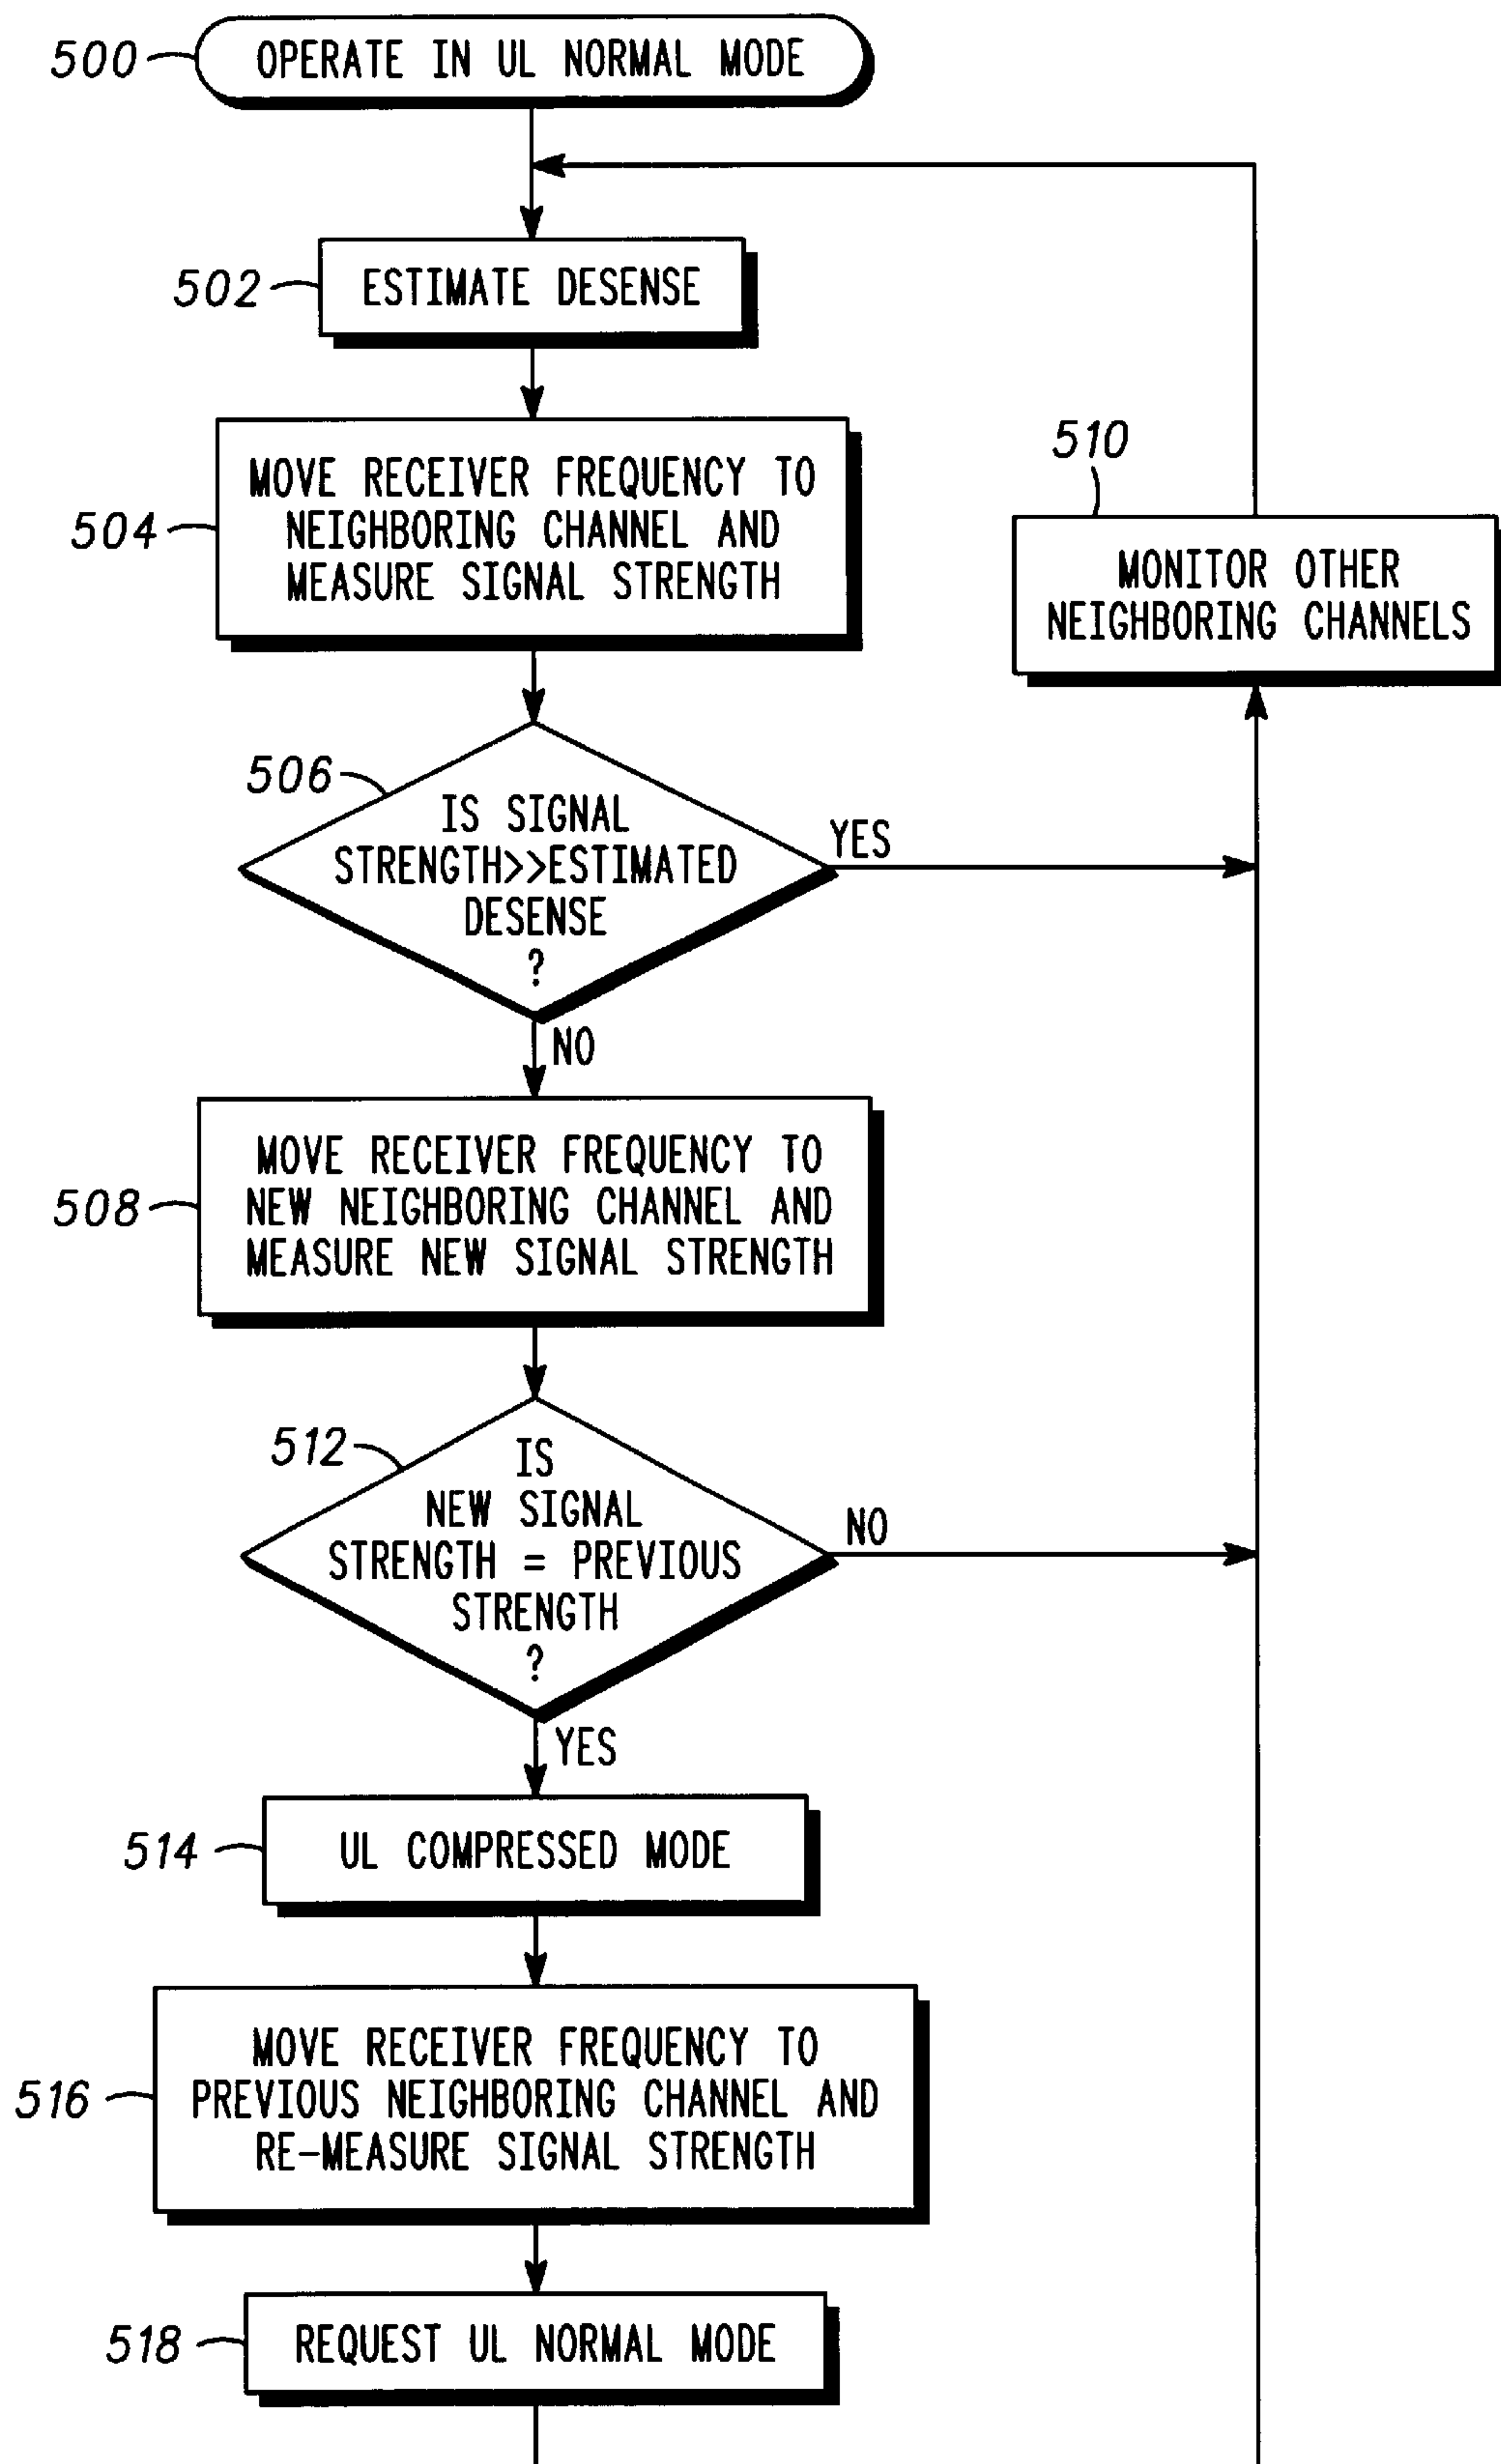 500
OPERATE IN UL NORMAL MODE
502
ESTIMATE DESENSE
504
MOVE RECEIVER FREQUENCY TO
NEIGHBORING CHANNEL AND
MEASURE SIGNAL STRENGTH
510
MONITOR OTHER
NEIGHBORING CHANNELS
506
IS SIGNAL
STRENGTH>>ESTIMATED
DESENSE
?
YES
NO
508
MOVE RECEIVER FREQUENCY TO
NEW NEIGHBORING CHANNEL AND
MEASURE NEW SIGNAL STRENGTH
512
IS
NEW SIGNAL
STRENGTH = PREVIOUS
STRENGTH
?
NO
YES
514
UL COMPRESSED MODE
516
MOVE RECEIVER FREQUENCY TO
PREVIOUS NEIGHBORING CHANNEL AND
RE-MEASURE SIGNAL STRENGTH
518
REQUEST UL NORMAL MODE